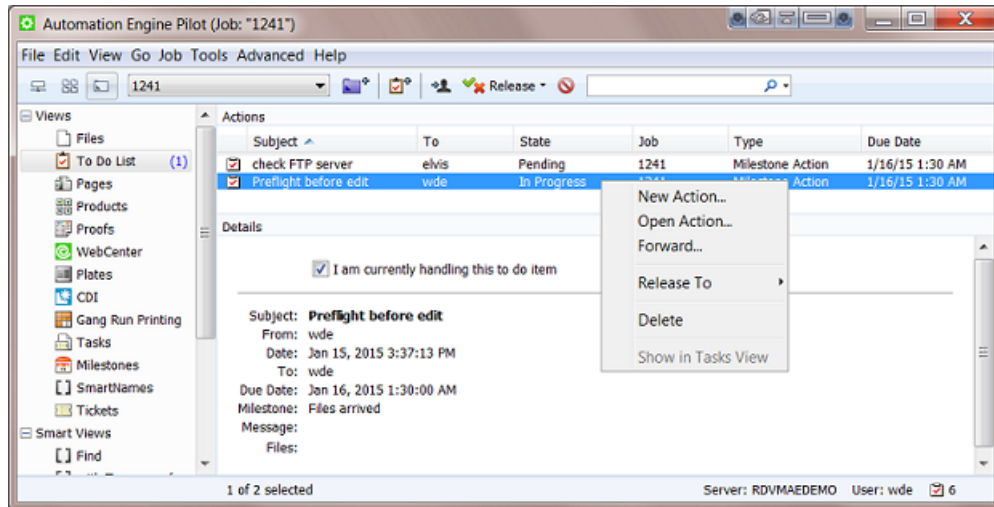 Automation Engine Pilot (Job: "1241")
File Edit View Go Job Tools Advanced Help
1241 Release
Views
Files
To Do List (1)
Pages
Products
Proofs
WebCenter
Plates
CDI
Gang Run Printing
Tasks
Milestones
[] SmartNames
Tickets
Smart Views
[] Find
Actions
Subject To State Job Type Due Date
check FTP server elvis Pending 1241 Milestone Action 1/16/15 1:30 AM
Preflight before edit wde In Progress 1241 Milestone Action 1/16/15 1:30 AM
New Action...
Open Action...
Forward...
Release To
Delete
Show in Tasks View
Details
I am currently handling this to do item
Subject: Preflight before edit
From: wde
Date: Jan 15, 2015 3:37:13 PM
To: wde
Due Date: Jan 16, 2015 1:30:00 AM
Milestone: Files arrived
Message:
Files:
1 of 2 selected
Server: RDVMAEDEMO User: wde 6